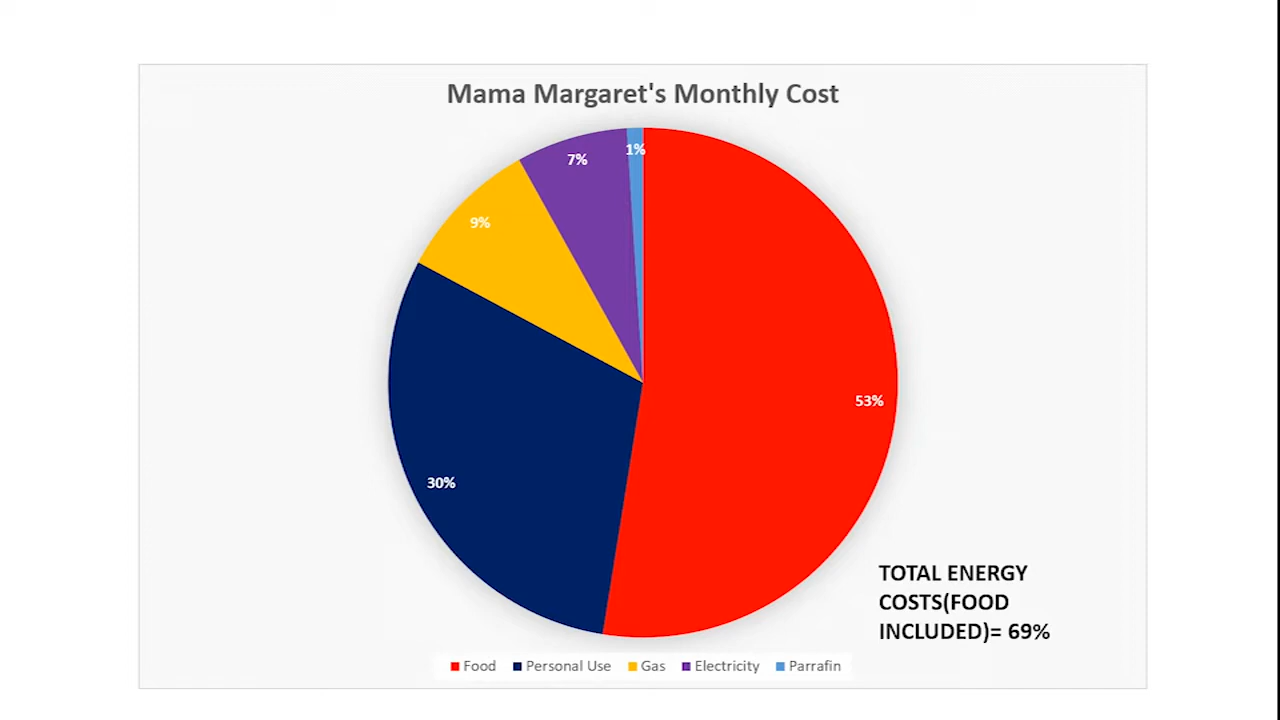 Mama Margaret's Monthly Cost
1%
7%
9%
53%
30%
TOTAL ENERGY
COSTS(FOOD
INCLUDED)= 69%
Food Personal Use Gas Electricity Parrafin